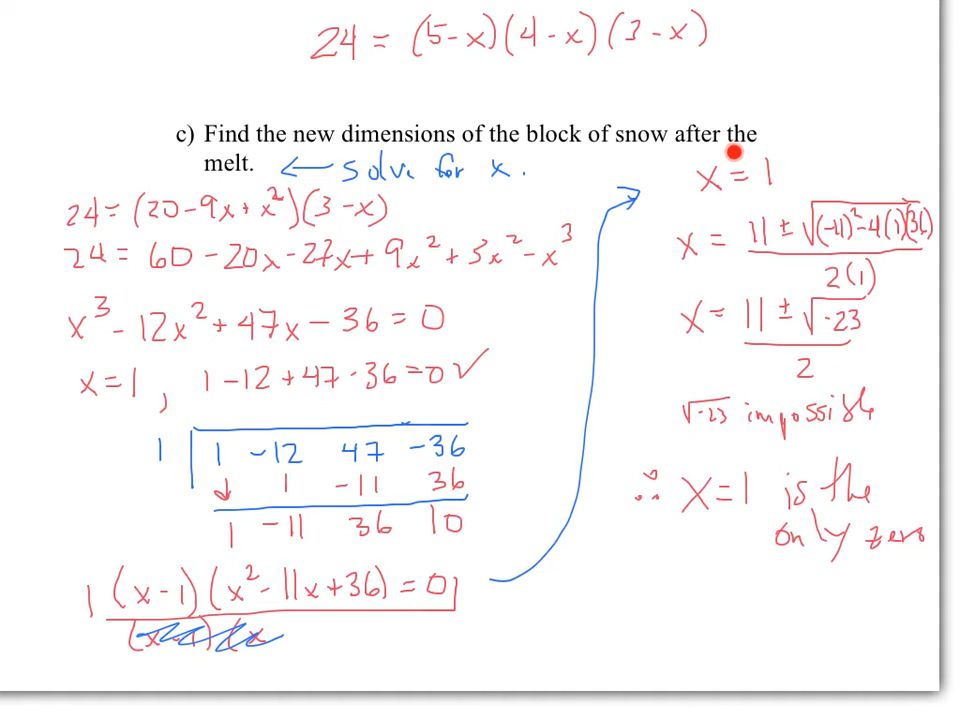 24 = (5-x)(4-x)(3-x)
c) Find the new dimensions of the block of snow after the
melt. ← solve for x.
24 = (20-9x+x²)(3-x)
24 = 60-20x-27x+9x²+3x²-x³
x³-12x²+47x-36=0
x=1, 1-12+47-36=0✓
1 | 1 -12 47 -36
↓ 1 -11 36
1 -11 36 |0
(x-1)(x²-11x+36)=0
x=1
x = 11±√(-11)²-4(1)(36)
2(1)
x = 11±√-23
2
√-23 impossible
∴ x=1 is the
only zero